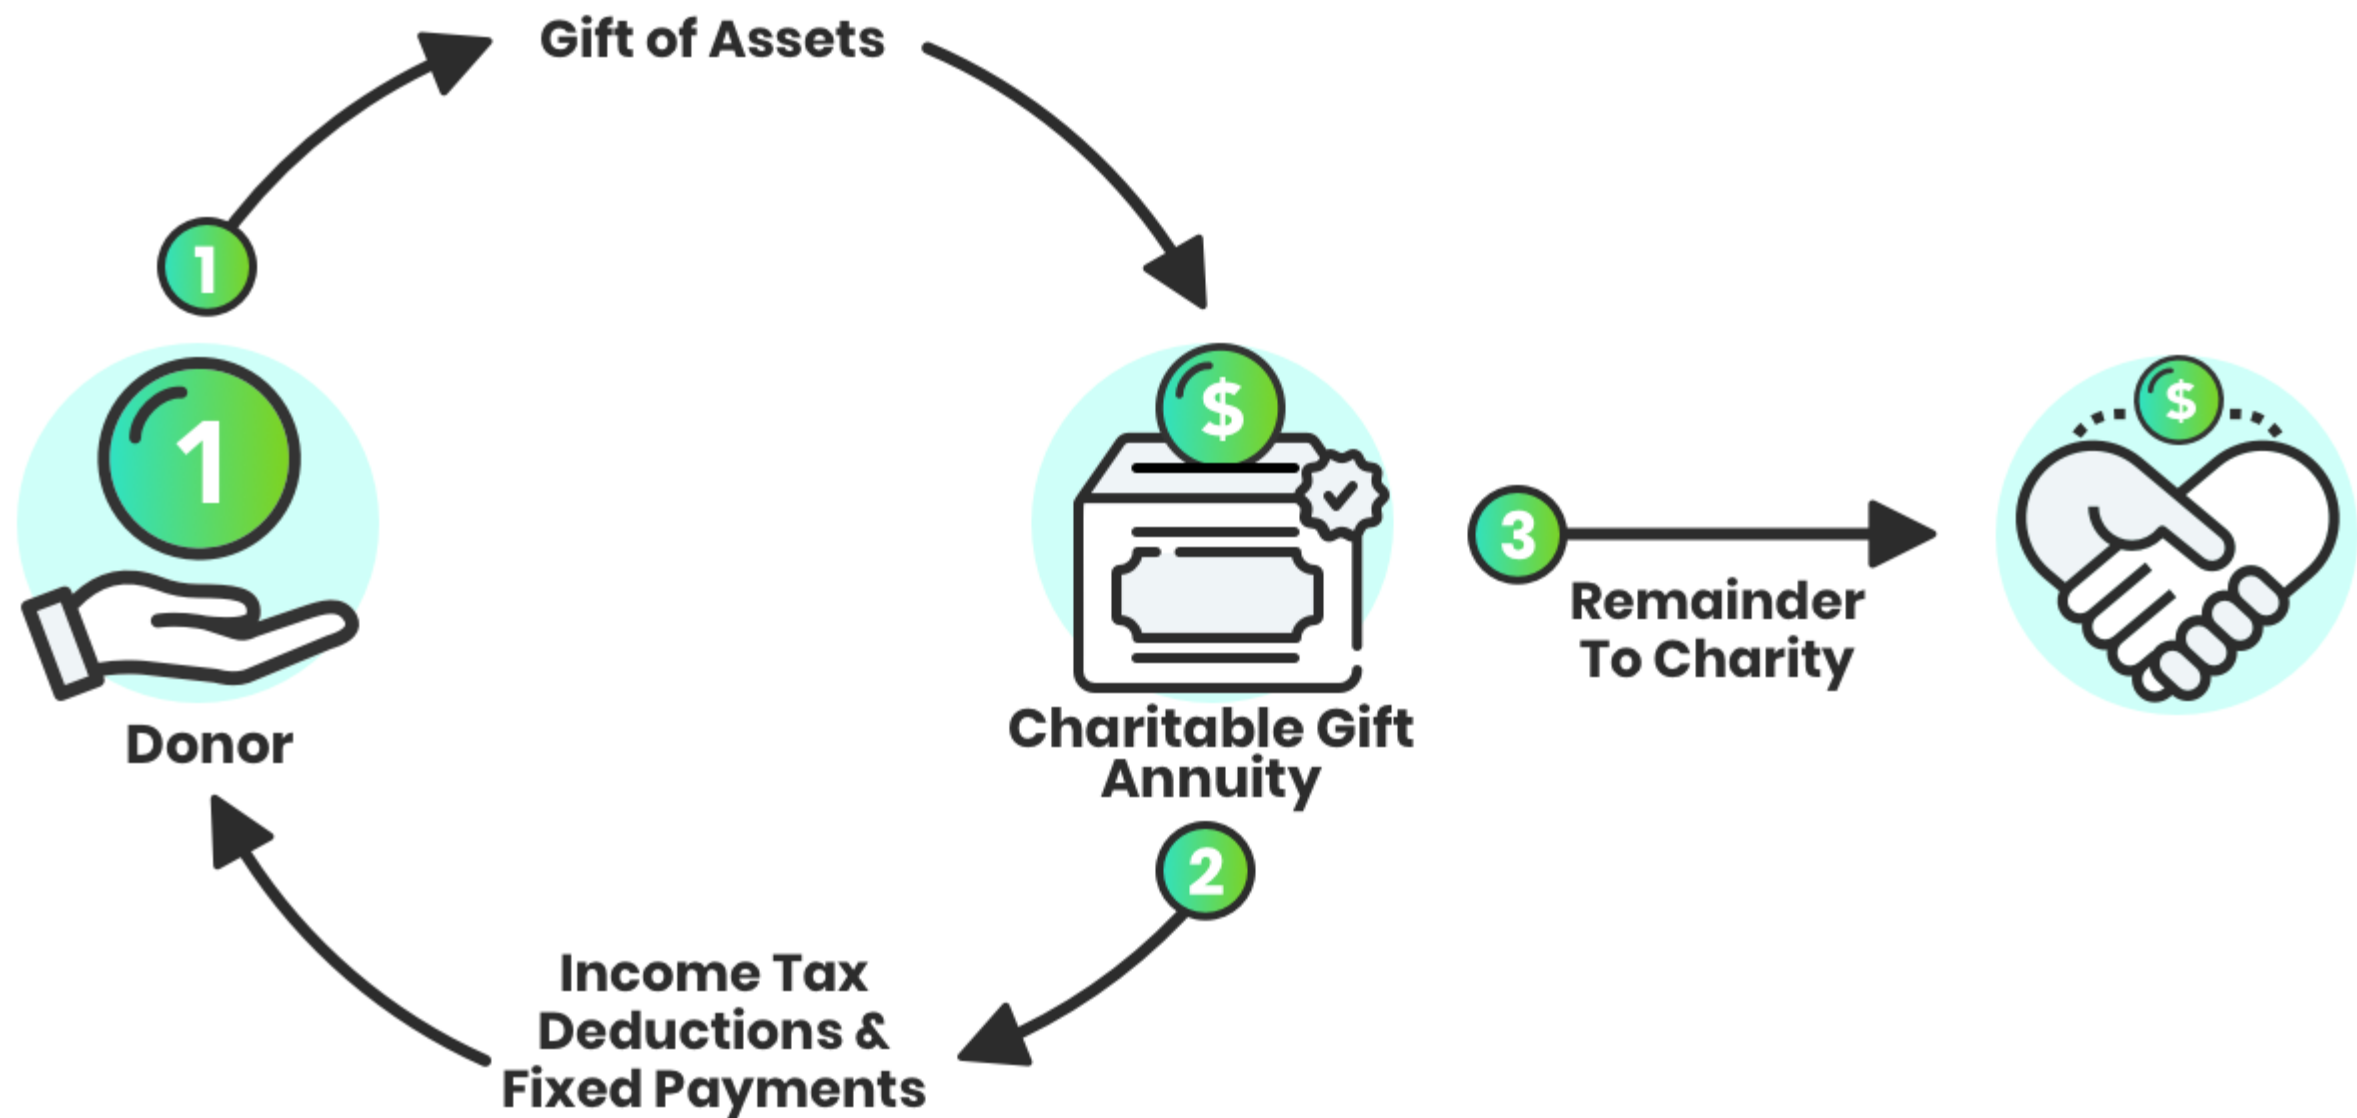 Gift of Assets
1
1
$
$
3
Remainder
To Charity
Donor
Charitable Gift
Annuity
2
Income Tax
Deductions &
Fixed Payments